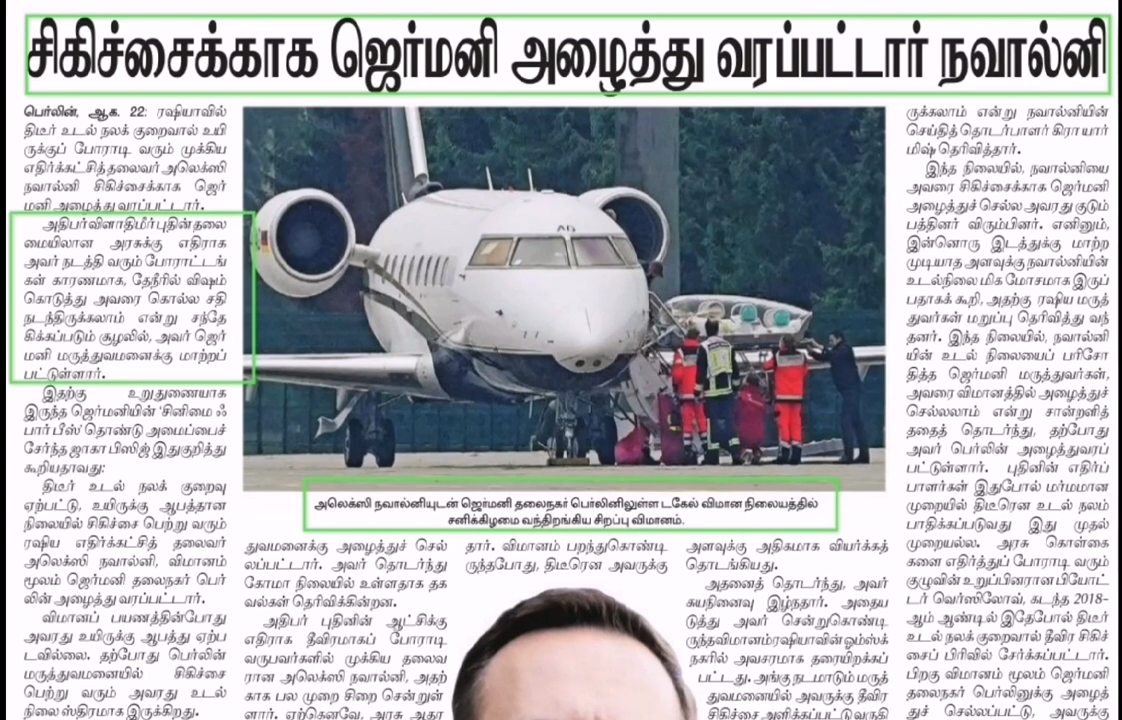 சிகிச்சைக்காக ஜெர்மனி அழைத்து வரப்பட்டார் நவால்னி
பெர்லின், ஆக. 22: ரஷியாவில்
திடீர் உடல் நலக் குறைவால் உயி
ருக்குப் போராடி வரும் முக்கிய
எதிர்க்கட்சித்தலைவர் அலெக்ஸி
நவால்னி சிகிச்சைக்காக ஜெர்
மனி அழைத்து வரப்பட்டார்.
அதிபர் விளாதிமீர் புதின் தலை
மையிலான அரசுக்கு எதிராக
அவர் நடத்தி வரும் போராட்டங்
கள் காரணமாக, தேநீரில் விஷம்
கொடுத்து அவரை கொல்ல சதி
நடந்திருக்கலாம் என்று சந்தே
கிக்கப்படும் சூழலில், அவர் ஜெர்
மனி மருத்துவமனைக்கு மாற்றப்
பட்டுள்ளார்.
இதற்கு உறுதுணையாக
இருந்த ஜெர்மனியின் 'சினிமை ஃ
பார் பீஸ்' தொண்டு அமைப்பைச்
சேர்ந்த ஜாகா பிஸிஜ் இதுகுறித்து
கூறியதாவது:
திடீர் உடல் நலக் குறைவு
ஏற்பட்டு, உயிருக்கு ஆபத்தான
நிலையில் சிகிச்சை பெற்று வரும்
ரஷிய எதிர்க்கட்சித் தலைவர்
அலெக்ஸி நவால்னி, விமானம்
மூலம் ஜெர்மனி தலைநகர் பெர்
லின் அழைத்து வரப்பட்டார்.
விமானப் பயணத்தின்போது
அவரது உயிருக்கு ஆபத்து ஏற்ப
டவில்லை. தற்போது பெர்லின்
மருத்துவமனையில் சிகிச்சை
பெற்று வரும் அவரது உடல்
நிலை ஸ்திரமாக இருக்கிறது.
அலெக்ஸி நவால்னியுடன் ஜெர்மனி தலைநகர் பெர்லினிலுள்ள டகேல் விமான நிலையத்தில்
சனிக்கிழமை வந்திறங்கிய சிறப்பு விமானம்.
துவமனைக்கு அழைத்துச் செல்
லப்பட்டார். அவர் தொடர்ந்து
கோமா நிலையில் உள்ளதாக தக
வல்கள் தெரிவிக்கின்றன.
அதிபர் புதினின் ஆட்சிக்கு
எதிராக தீவிரமாகப் போராடி
வருபவர்களில் முக்கிய தலைவ
ரான அலெக்ஸி நவால்னி, அதற்
காக பல முறை சிறை சென்றுள்
ளார். ஏற்கெனவே, அரசு ஆதர
தார். விமானம் பறந்துகொண்டி
ருந்தபோது, திடீரென அவருக்கு
அளவுக்கு அதிகமாக வியர்க்கத்
தொடங்கியது.
அதனைத் தொடர்ந்து, அவர்
சுயநினைவு இழந்தார். அதைய
டுத்து அவர் சென்றுகொண்டி
ருந்த விமானம் ரஷியாவின் ஓம்ஸ்க்
நகரில் அவசரமாக தரையிறக்கப்
பட்டது. அங்கு நடமாடும் மருத்
துவமனையில் அவருக்கு தீவிர
சிகிச்சை அளிக்கப்பட்டு வருகி
ருக்கலாம் என்று நவால்னியின்
செய்தித் தொடர்பாளர் கிரா யார்
மிஷ் தெரிவித்தார்.
இந்த நிலையில், நவால்னியை
அவரை சிகிச்சைக்காக ஜெர்மனி
அழைத்துச் செல்ல அவரது குடும்
பத்தினர் விரும்பினர். எனினும்,
இன்னொரு இடத்துக்கு மாற்ற
முடியாத அளவுக்கு நவால்னியின்
உடல்நிலை மிக மோசமாக இருப்
பதாகக் கூறி, அதற்கு ரஷிய மருத்
துவர்கள் மறுப்பு தெரிவித்து வந்
தனர். இந்த நிலையில், நவால்னி
யின் உடல் நிலையைப் பரிசோ
தித்த ஜெர்மனி மருத்துவர்கள்,
அவரை விமானத்தில் அழைத்துச்
செல்லலாம் என்று சான்றளித்
ததைத் தொடர்ந்து, தற்போது
அவர் பெர்லின் அழைத்துவரப்
பட்டுள்ளார். புதினின் எதிர்ப்
பாளர்கள் இதுபோல் மர்மமான
முறையில் திடீரென உடல் நலம்
பாதிக்கப்படுவது இது முதல்
முறையல்ல. அரசு கொள்கை
களை எதிர்த்துப் போராடி வரும்
குழுவின் உறுப்பினரான பியோட்
டர் வெர்ஸிலோவ், கடந்த 2018-
ஆம் ஆண்டில் இதேபோல் திடீர்
உடல் நலக் குறைவால் தீவிர சிகிச்
சைப் பிரிவில் சேர்க்கப்பட்டார்.
பிறகு விமானம் மூலம் ஜெர்மனி
தலைநகர் பெர்லினுக்கு அழைத்
துச் செல்லப்பட்டு, அவருக்கு